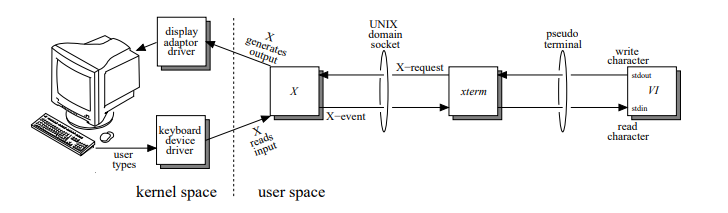 display
adaptor
driver
X
generates
output
UNIX
domain
socket
pseudo
terminal
write
character
X
X−request
X−event
xterm
stdout
VI
stdin
read
character
keyboard
device
driver
X
reads
input
user
types
kernel space
user space